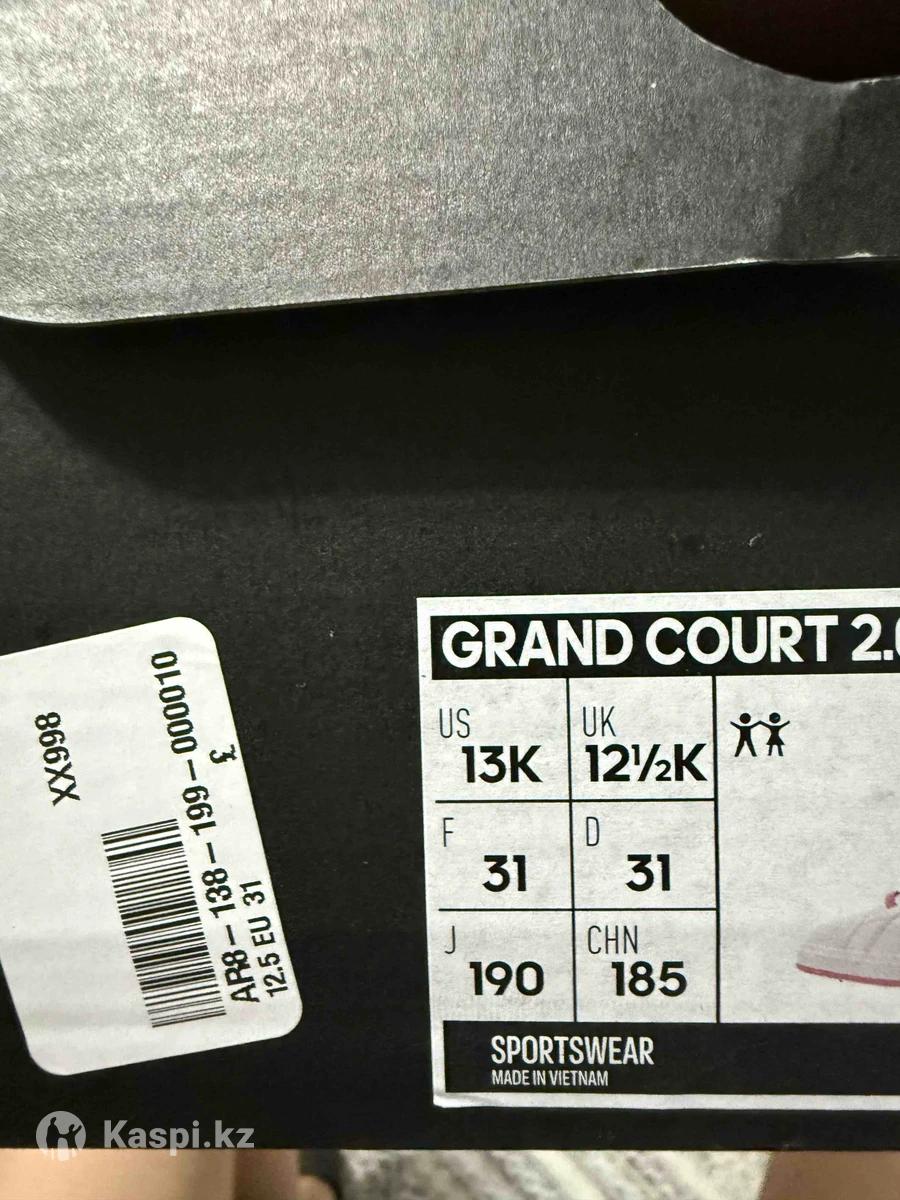 XX998
£
AR8-138-199-000010
12.5 EU 31
GRAND COURT 2.
US
13K
UK
12½K
F
31
D
31
J
190
CHN
185
SPORTSWEAR
MADE IN VIETNAM
Kaspi.kz